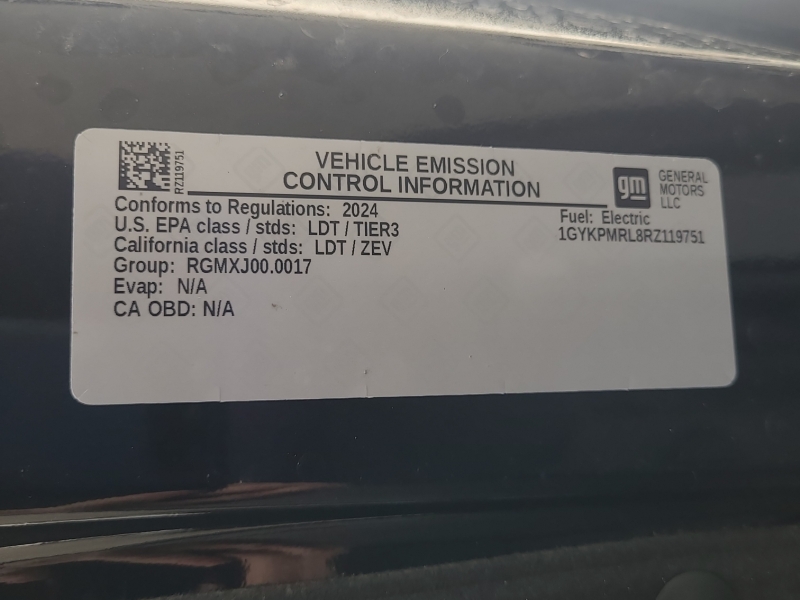 RZ119751
VEHICLE EMISSION
CONTROL INFORMATION
gm
GENERAL
MOTORS
LLC
Conforms to Regulations: 2024
U.S. EPA class / stds: LDT / TIER3
California class / stds: LDT / ZEV
Group: RGMXJ00.0017
Evap: N/A
CA OBD: N/A
Fuel: Electric
1GYKPMRL8RZ119751